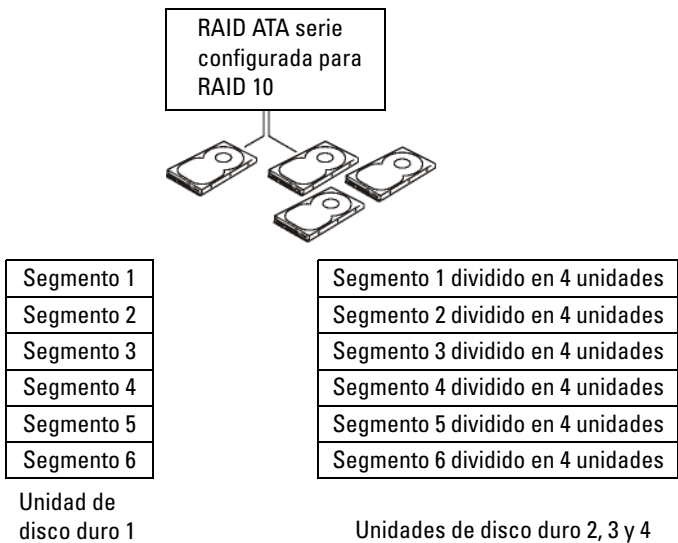 RAID ATA serie
configurada para
RAID 10
Segmento 1
Segmento 2
Segmento 3
Segmento 4
Segmento 5
Segmento 6
Unidad de
disco duro 1
Segmento 1 dividido en 4 unidades
Segmento 2 dividido en 4 unidades
Segmento 3 dividido en 4 unidades
Segmento 4 dividido en 4 unidades
Segmento 5 dividido en 4 unidades
Segmento 6 dividido en 4 unidades
Unidades de disco duro 2, 3 y 4